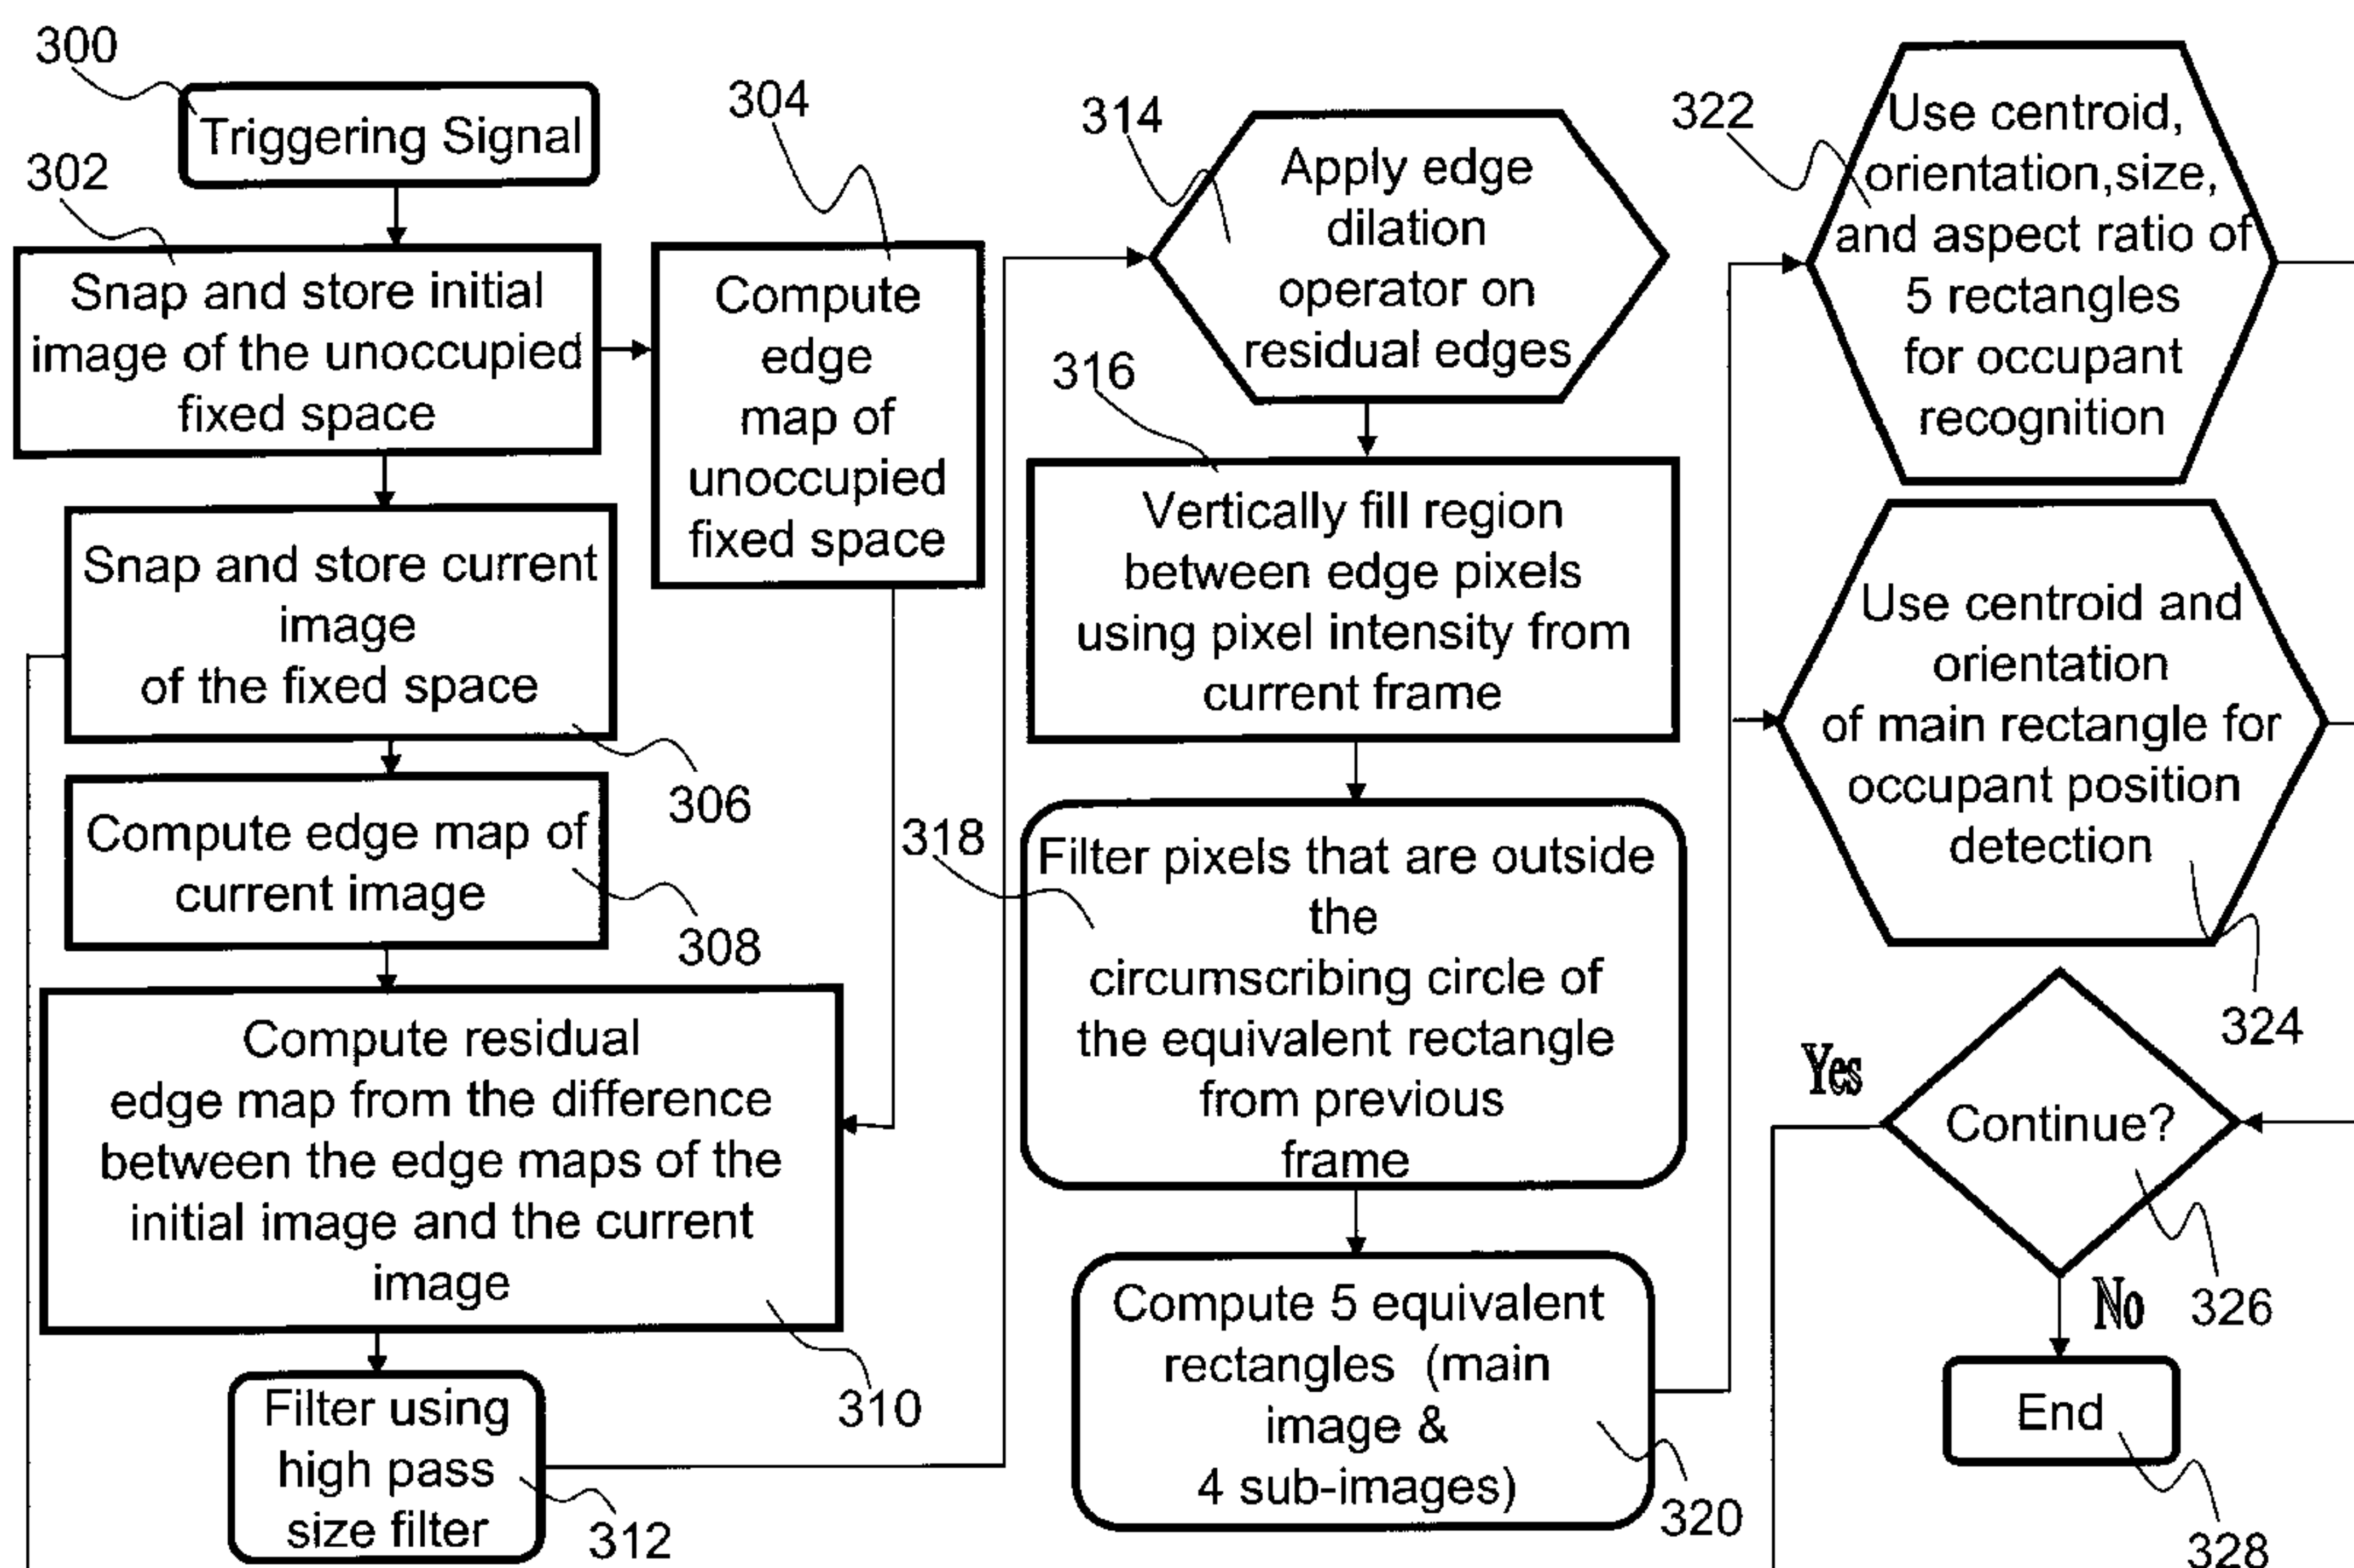 300
Triggering Signal
302
Snap and store initial
image of the unoccupied
fixed space
304
Compute
edge
map of
unoccupied
fixed space
Snap and store current
image
of the fixed space
306
Compute edge map of
current image
308
Compute residual
edge map from the difference
between the edge maps of the
initial image and the current
image
310
Filter using
high pass
size filter
312
314
Apply edge
dilation
operator on
residual edges
316
Vertically fill region
between edge pixels
using pixel intensity from
current frame
318
Filter pixels that are outside
the
circumscribing circle of
the equivalent rectangle
from previous
frame
Compute 5 equivalent
rectangles (main
image &
4 sub-images)
320
322
Use centroid,
orientation,size,
and aspect ratio of
5 rectangles
for occupant
recognition
Use centroid and
orientation
of main rectangle for
occupant position
detection
324
Yes
Continue?
326
No
End
328